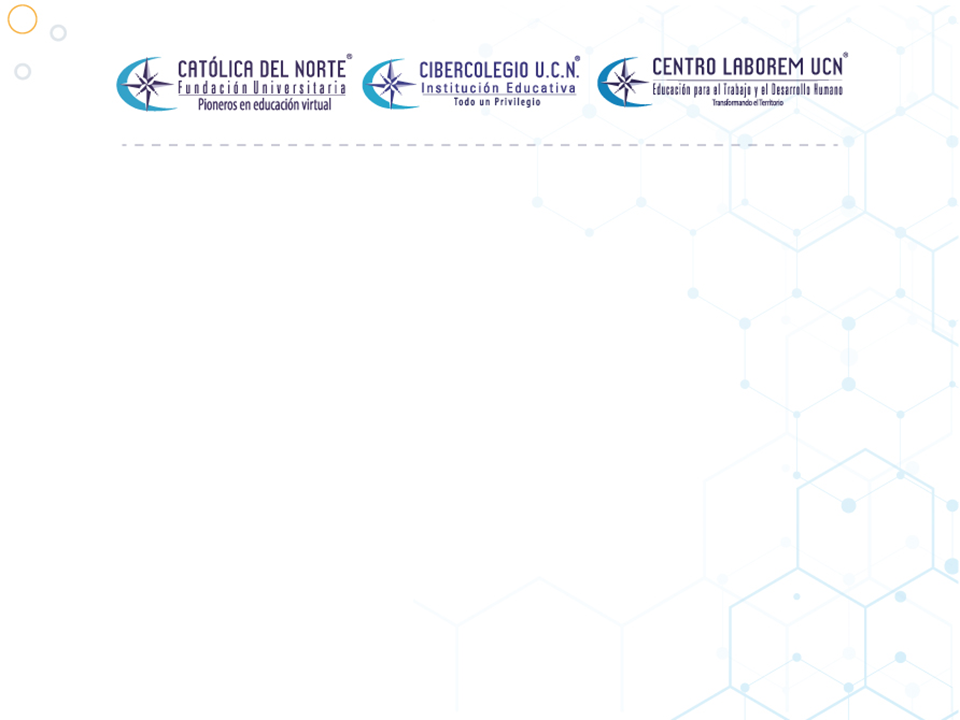 CATÓLICA DEL NORTE®
Fundación Universitaria
Pioneros en educación virtual
CIBERCOLEGIO U.C.N.®
Institución Educativa
Todo un Privilegio
CENTRO LABOREM UCN®
Educación para el Trabajo y el Desarrollo Humano
Transformando el Territorio